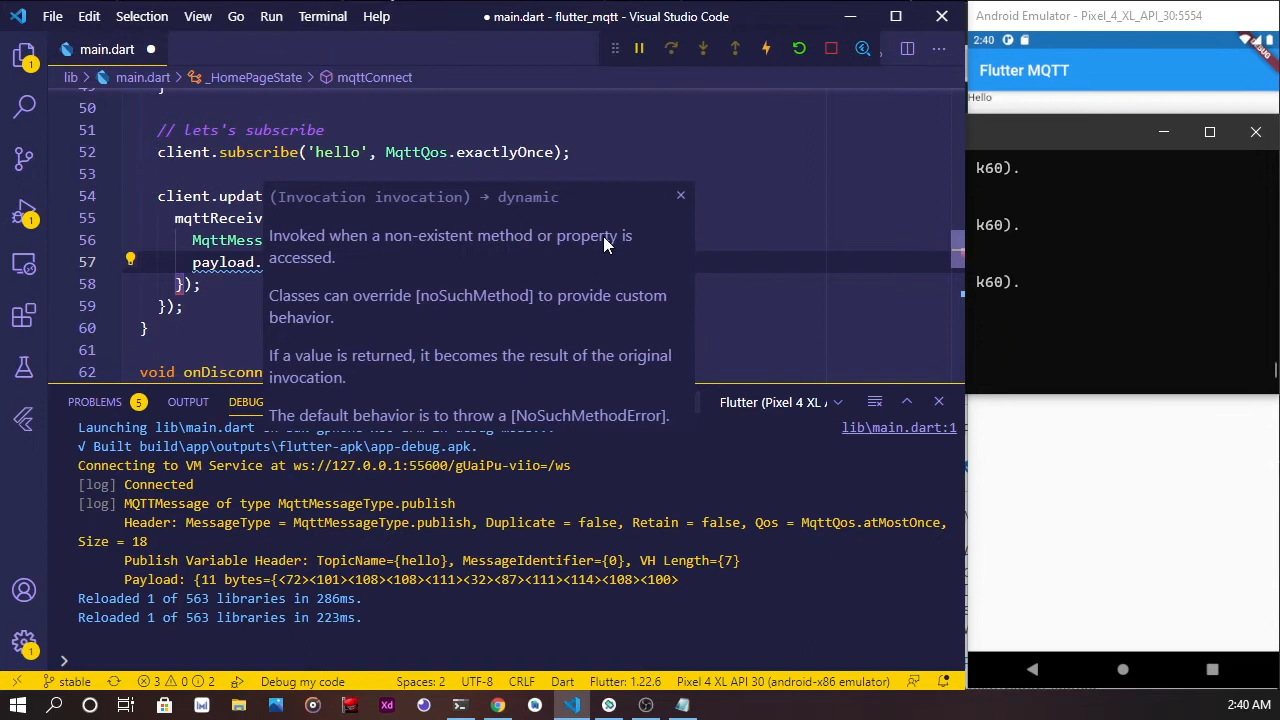 File Edit Selection View Go Run Terminal Help
● main.dart - flutter_mqtt - Visual Studio Code
main.dart
lib > main.dart > _HomePageState > mqttConnect
50
51 // lets's subscribe
52 client.subscribe('hello', MqttQos.exactlyOnce);
53
54 client.updat
55 mqttReceiv
56 MqttMess
57 payload.
58 });
59 });
60 }
61
62 void onDisconn
(Invocation invocation) → dynamic
Invoked when a non-existent method or property is
accessed.
Classes can override [noSuchMethod] to provide custom
behavior.
If a value is returned, it becomes the result of the original
invocation.
The default behavior is to throw a [NoSuchMethodError].
PROBLEMS 5 OUTPUT DEBUG
Flutter (Pixel 4 XL
lib\main.dart:1
√ Built build\app\outputs\flutter-apk\app-debug.apk.
Connecting to VM Service at ws://127.0.0.1:55600/gUaiPu-viio=/ws
[log] Connected
[log] MQTTMessage of type MqttMessageType.publish
Header: MessageType = MqttMessageType.publish, Duplicate = false, Retain = false, Qos = MqttQos.atMostOnce,
Size = 18
Publish Variable Header: TopicName={hello}, MessageIdentifier={0}, VH Length={7}
Payload: {11 bytes={<72><101><108><108><111><32><87><111><114><108><100>
Reloaded 1 of 563 libraries in 286ms.
Reloaded 1 of 563 libraries in 223ms.
stable 3 0 2 Debug my code Spaces: 2 UTF-8 CRLF Dart Flutter: 1.22.6 Pixel 4 XL API 30 (android-x86 emulator)
Android Emulator - Pixel_4_XL_API_30:5554
2:40
DEBUG
Flutter MQTT
Hello
k60).
k60).
k60).
2:40 AM